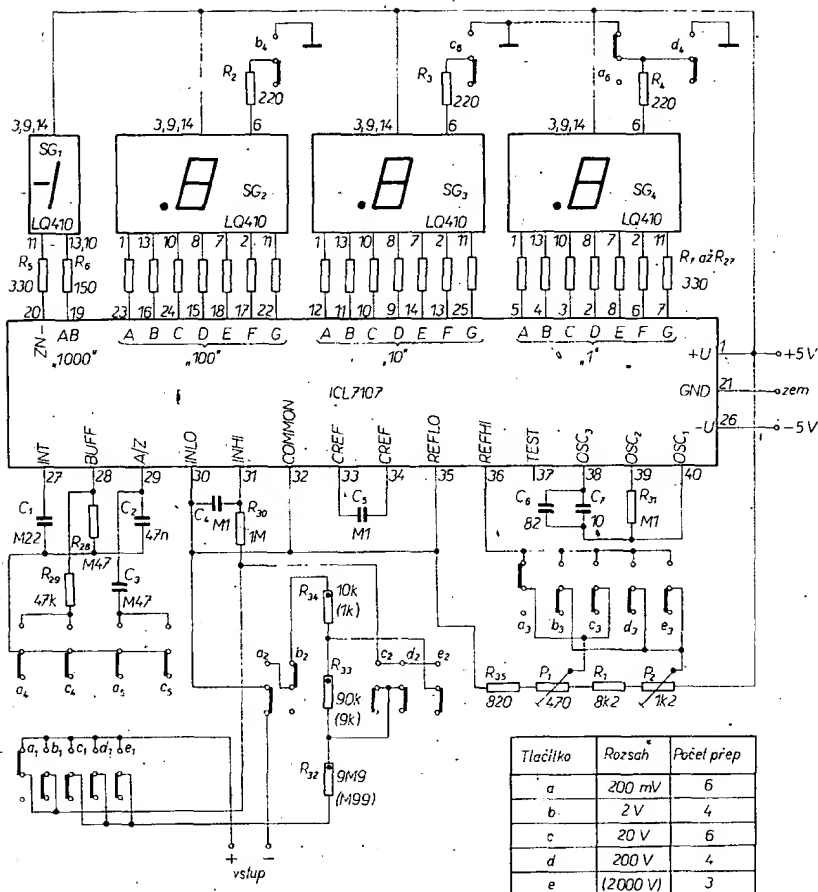 b4
c6
d4
a6
R2
220
R3
220
R4
220
3,9,14
3,9,14
6
3,9,14
6
3,9,14
6
SG1
SG2
SG3
SG4
LQ410
LQ410
LQ410
LQ410
11 13,10
1 13 10 8 7 2 11
1 13 10 8 7 2 11
1 13 10 8 7 2 11
R5
330
R6
150
R7 až R27
330
20 19
23 16 24 15 18 17 22
12 11 10 9 14 13 25
5 4 3 2 8 6 7
ZN- AB
A B C D E F G
A B C D E F G
A B C D E F G
„1000"
„100"
„10"
„1"
ICL7107
+U 1 +5V
GND 21 zem
-U 26 -5V
INT BUFF A/Z INLO INHI COMMON CREF CREF REFLO REFHI TEST OSC3 OSC2 OSC1
27 28 29 30 31 32 33 34 35 36 37 38 39 40
C1
M22
R28
M47
C2
47n
C4
M1
R30
1M
C5
M1
C6
82
C7
10
R31
M1
R29
47k
C3
M47
a4 c4 a5 c5
R34
10k
(1k)
a2 b2
c2 d2 e2
R33
90k
(9k)
R32
9M9
(M99)
a3 b3 c3 d3 e3
R35
820
P1
470
R1
8k2
P2
1k2
a1 b1 c1 d1 e1
+ -
vstup
Tlačítko Rozsah Počet přep
a 200 mV 6
b 2 V 4
c 20 V 6
d 200 V 4
e (2000 V) 3